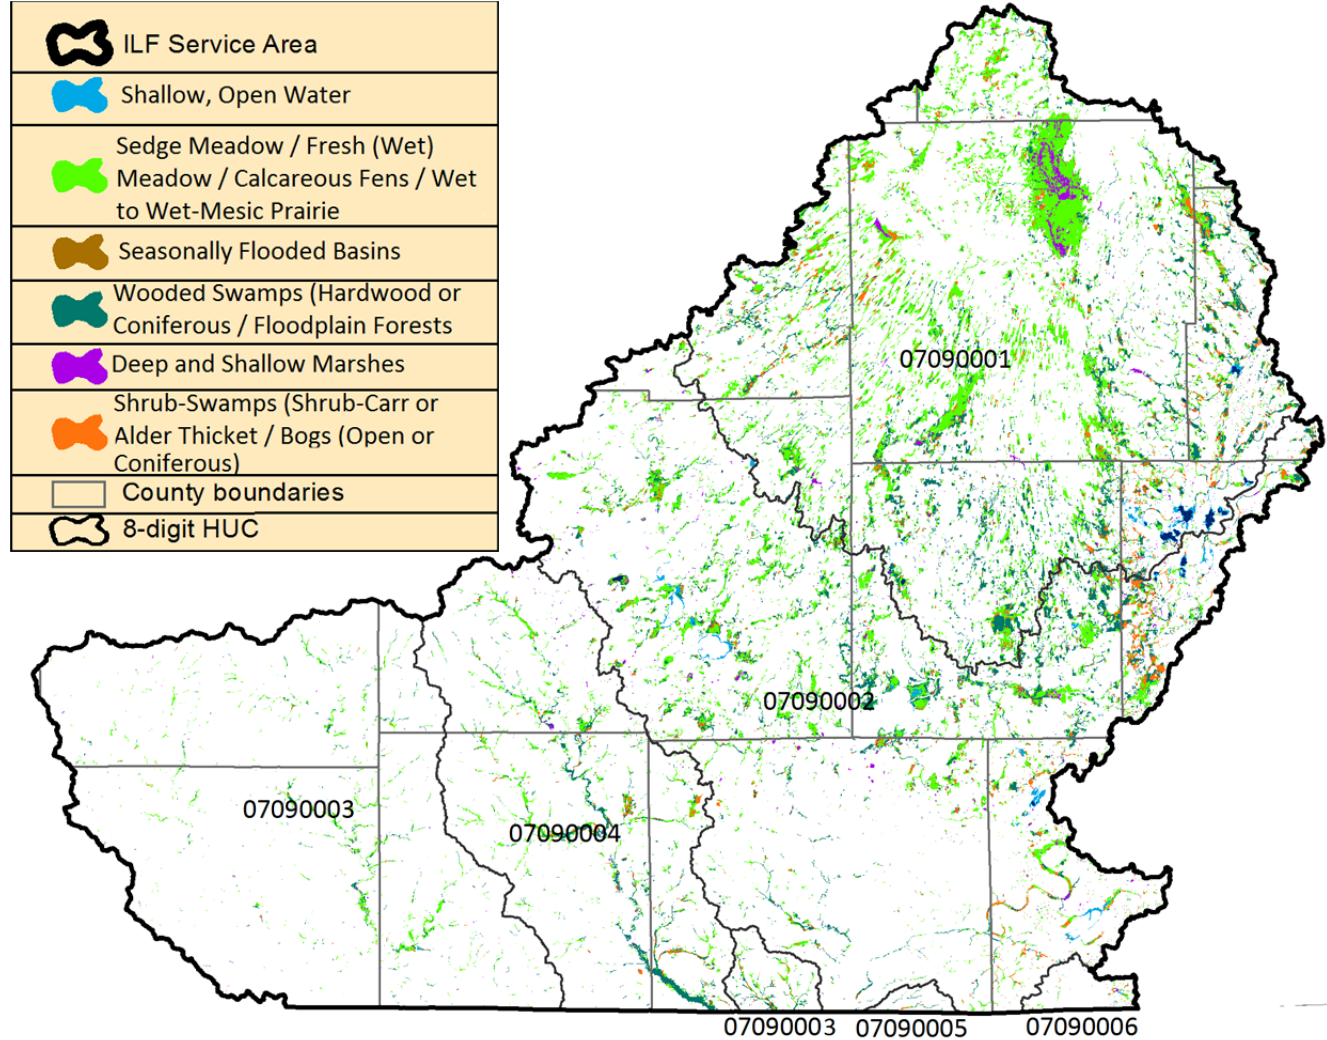 ILF Service Area
Shallow, Open Water
Sedge Meadow / Fresh (Wet)
Meadow / Calcareous Fens / Wet
to Wet-Mesic Prairie
Seasonally Flooded Basins
Wooded Swamps (Hardwood or
Coniferous / Floodplain Forests
Deep and Shallow Marshes
Shrub-Swamps (Shrub-Carr or
Alder Thicket / Bogs (Open or
Coniferous)
County boundaries
8-digit HUC
07090001
07090002
07090003
07090004
07090003 07090005 07090006